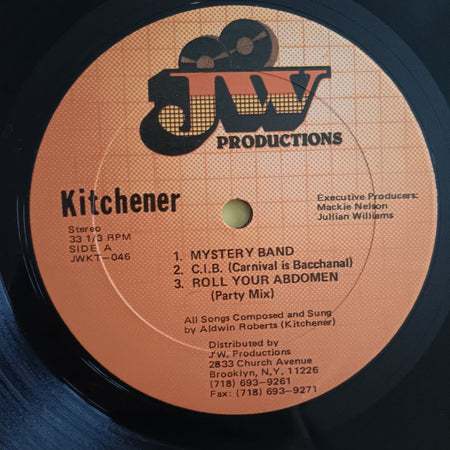 JW
PRODUCTIONS
Kitchener
Stereo
33 1/3 RPM
SIDE A
JWKT-046
Executive Producers:
Mackie Nelson
Jullian Williams
1. MYSTERY BAND
2. C.I.B. (Carnival is Bacchanal)
3. ROLL YOUR ABDOMEN
(Party Mix)
All Songs Composed and Sung
by Aldwin Roberts (Kitchener)
Distributed by
J'W. Productions
2833 Church Avenue
Brooklyn, N.Y. 11226
(718) 693-9261
Fax: (718) 693-9271